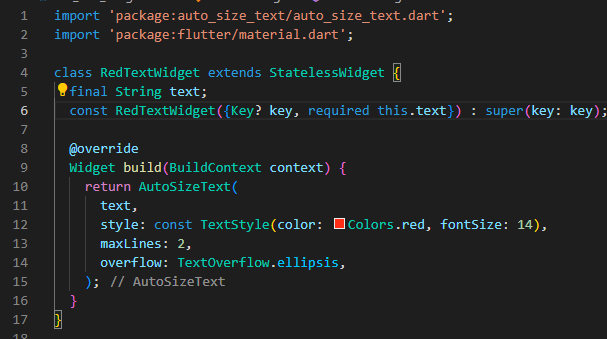 1 import 'package:auto_size_text/auto_size_text.dart';
2 import 'package:flutter/material.dart';
3
4 class RedTextWidget extends StatelessWidget {
5   final String text;
6   const RedTextWidget({Key? key, required this.text}) : super(key: key);
7
8   @override
9   Widget build(BuildContext context) {
10     return AutoSizeText(
11       text,
12       style: const TextStyle(color: Colors.red, fontSize: 14),
13       maxLines: 2,
14       overflow: TextOverflow.ellipsis,
15     ); // AutoSizeText
16   }
17 }
18